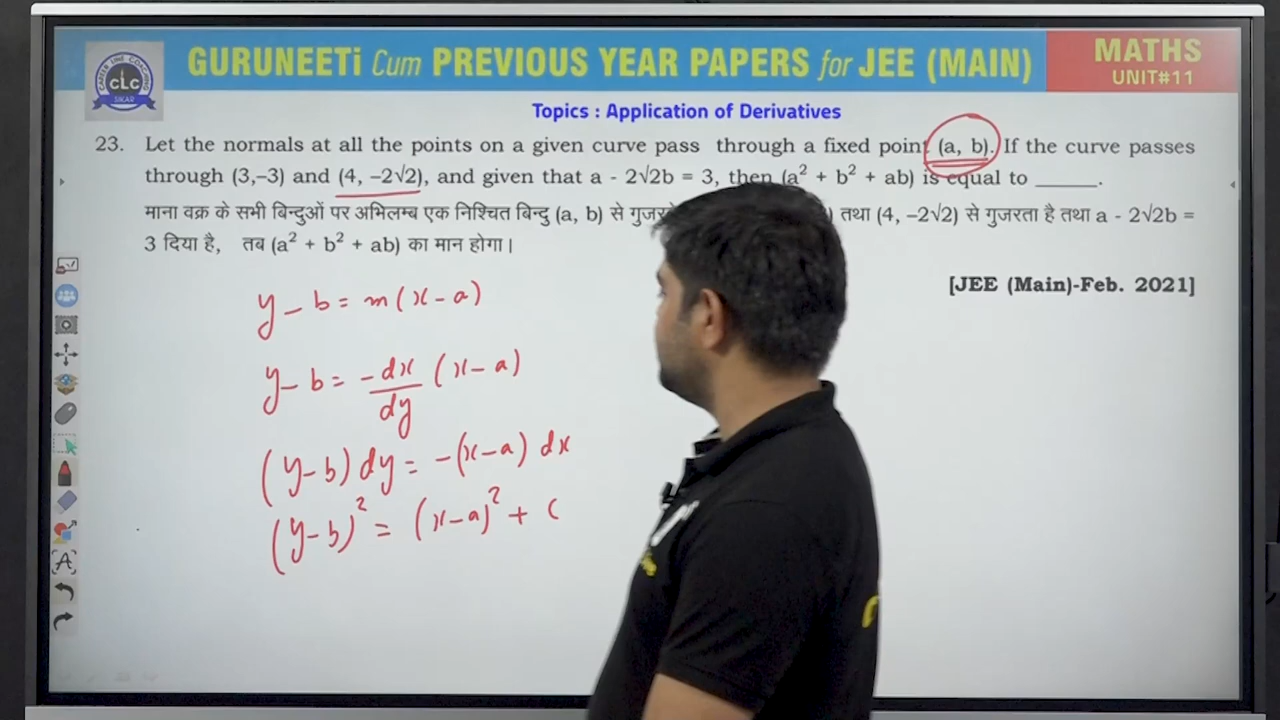 GURUNEETi Cum PREVIOUS YEAR PAPERS for JEE (MAIN)
MATHS
UNIT#11
CLC
SIKAR
Topics : Application of Derivatives
23. Let the normals at all the points on a given curve pass through a fixed point (a, b). If the curve passes
through (3,–3) and (4, –2√2), and given that a - 2√2b = 3, then (a² + b² + ab) is equal to ______.
माना वक्र के सभी बिन्दुओं पर अभिलम्ब एक निश्चित बिन्दु (a, b) से तथा (4, –2√2) से गुजरता है तथा a - 2√2b =
3 दिया है, तब (a² + b² + ab) का मान होगा।
[JEE (Main)-Feb. 2021]
y – b = m(x – a)
y – b = -dx/dy (x – a)
(y – b) dy = -(x – a) dx
(y – b)² = (x – a)² + c